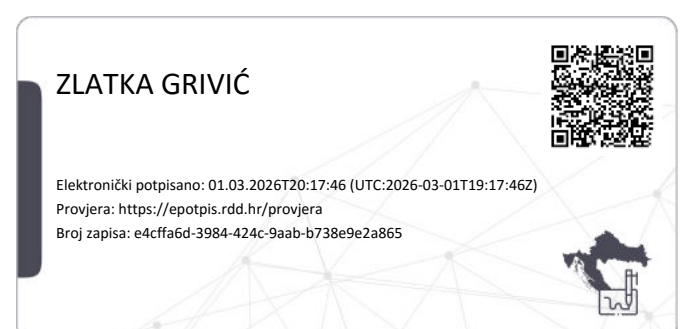 ZLATKA GRIVIĆ
Elektronički potpisano: 01.03.2026T20:17:46 (UTC:2026-03-01T19:17:46Z)
Provjera: https://epotpis.rdd.hr/provjera
Broj zapisa: e4cffa6d-3984-424c-9aab-b738e9e2a865